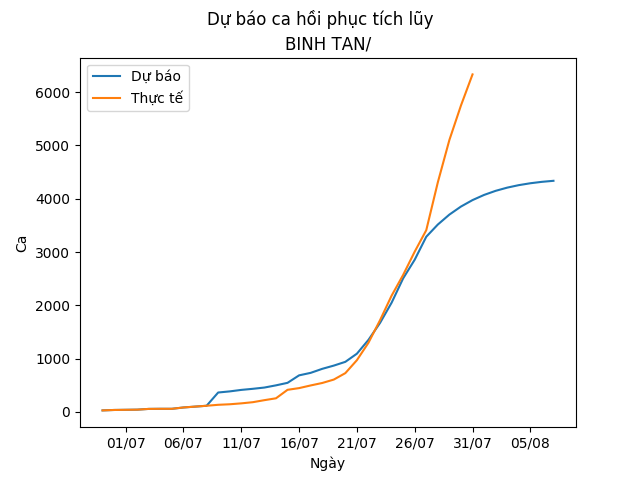 Dự báo ca hồi phục tích lũy
BINH TAN/
Dự báo
Thực tế
6000
5000
4000
3000
2000
1000
0
Ca
01/07 06/07 11/07 16/07 21/07 26/07 31/07 05/08
Ngày